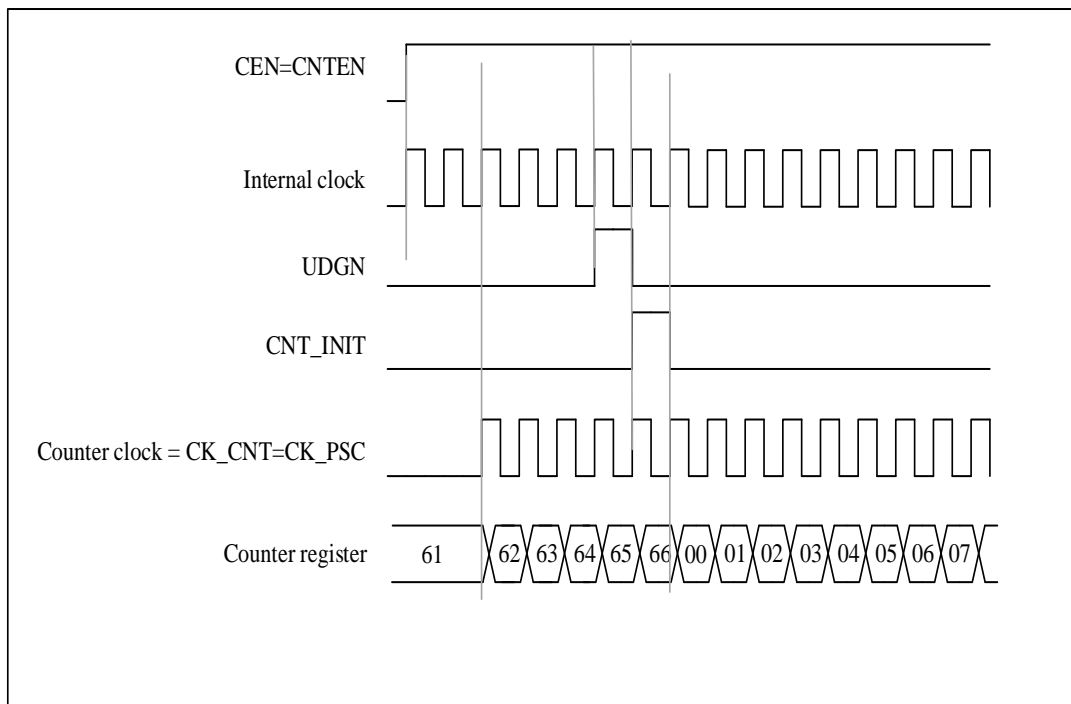 CEN=CNTEN
Internal clock
UDGN
CNT_INIT
Counter clock = CK_CNT=CK_PSC
Counter register 61 62 63 64 65 66 00 01 02 03 04 05 06 07